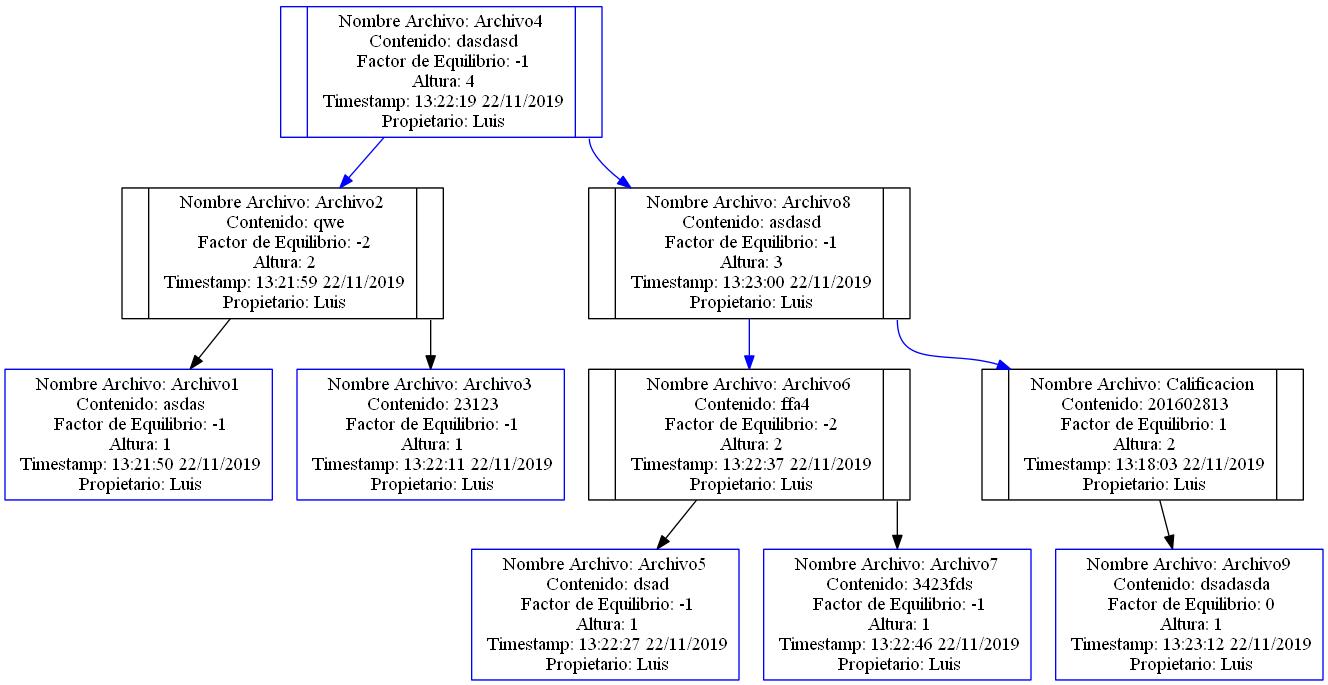 Nombre Archivo: Archivo4
Contenido: dasdasd
Factor de Equilibrio: -1
Altura: 4
Timestamp: 13:22:19 22/11/2019
Propietario: Luis
Nombre Archivo: Archivo2
Contenido: qwe
Factor de Equilibrio: -2
Altura: 2
Timestamp: 13:21:59 22/11/2019
Propietario: Luis
Nombre Archivo: Archivo8
Contenido: asdasd
Factor de Equilibrio: -1
Altura: 3
Timestamp: 13:23:00 22/11/2019
Propietario: Luis
Nombre Archivo: Archivo1
Contenido: asdas
Factor de Equilibrio: -1
Altura: 1
Timestamp: 13:21:50 22/11/2019
Propietario: Luis
Nombre Archivo: Archivo3
Contenido: 23123
Factor de Equilibrio: -1
Altura: 1
Timestamp: 13:22:11 22/11/2019
Propietario: Luis
Nombre Archivo: Archivo6
Contenido: ffa4
Factor de Equilibrio: -2
Altura: 2
Timestamp: 13:22:37 22/11/2019
Propietario: Luis
Nombre Archivo: Calificacion
Contenido: 201602813
Factor de Equilibrio: 1
Altura: 2
Timestamp: 13:18:03 22/11/2019
Propietario: Luis
Nombre Archivo: Archivo5
Contenido: dsad
Factor de Equilibrio: -1
Altura: 1
Timestamp: 13:22:27 22/11/2019
Propietario: Luis
Nombre Archivo: Archivo7
Contenido: 3423fds
Factor de Equilibrio: -1
Altura: 1
Timestamp: 13:22:46 22/11/2019
Propietario: Luis
Nombre Archivo: Archivo9
Contenido: dsadasda
Factor de Equilibrio: 0
Altura: 1
Timestamp: 13:23:12 22/11/2019
Propietario: Luis